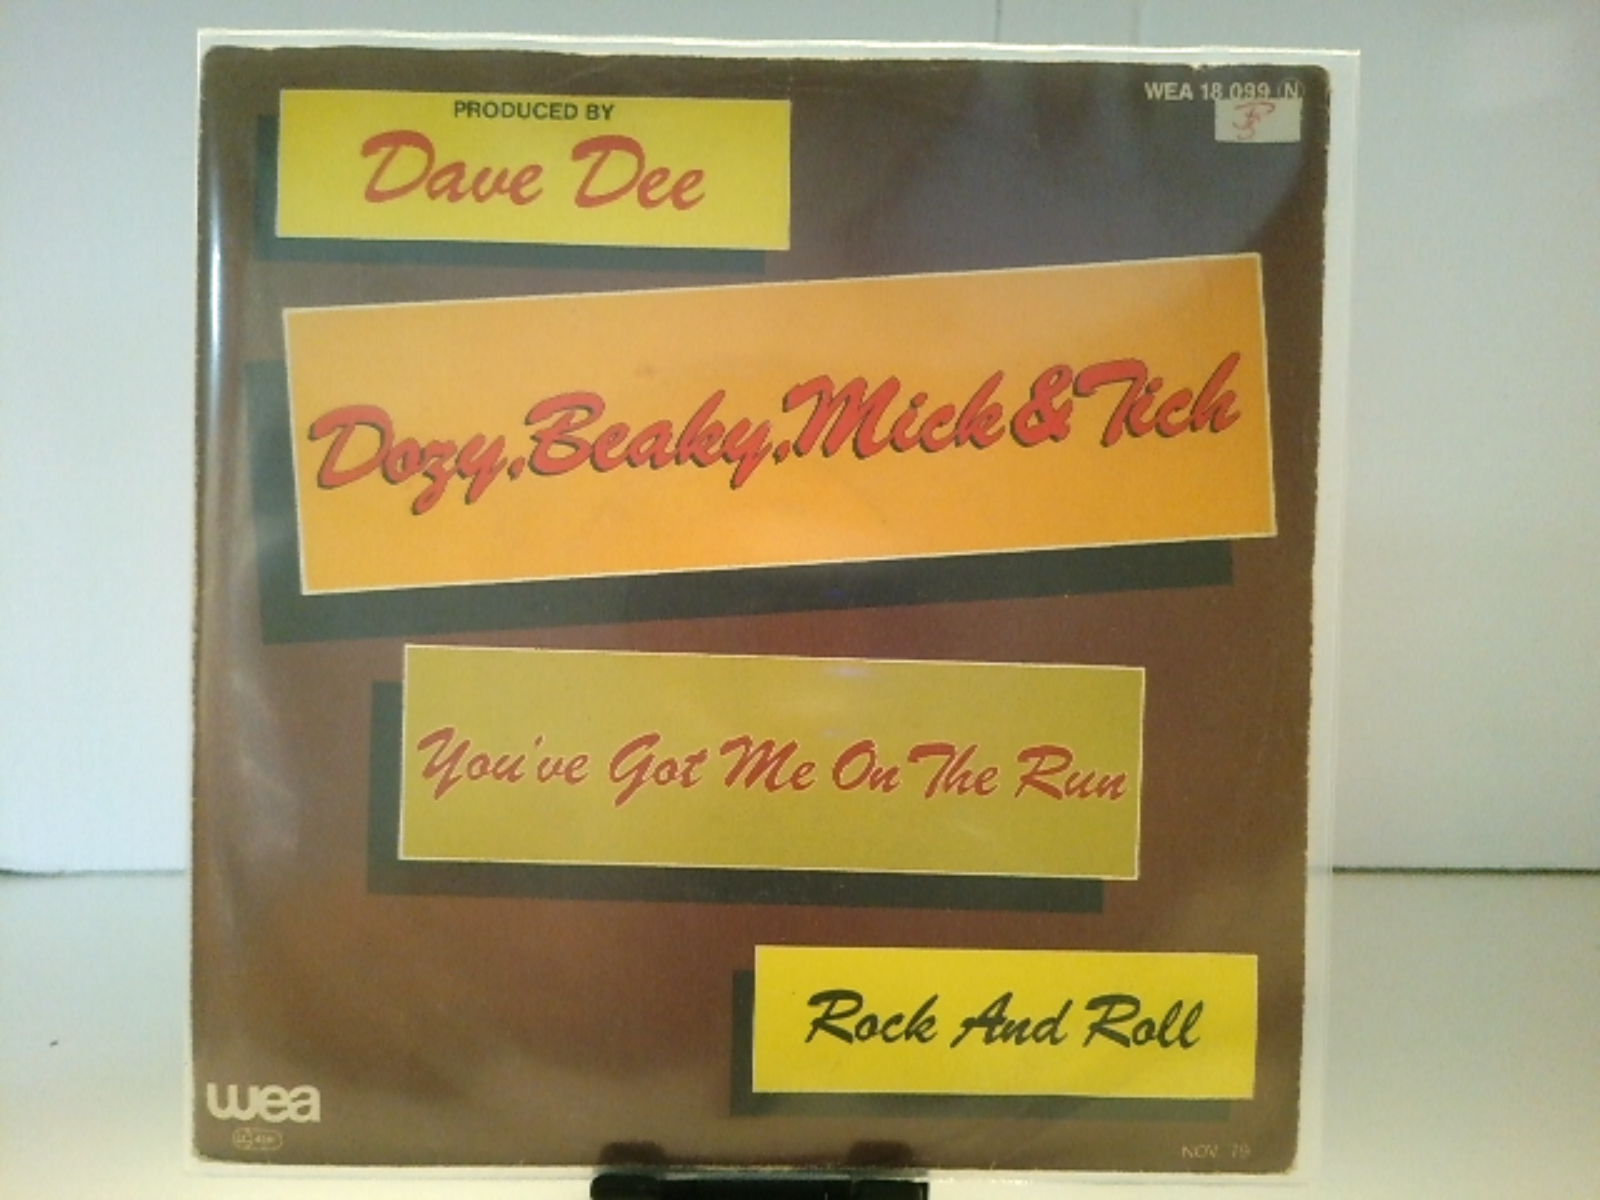 PRODUCED BY
WEA 18 099 N
Dave Dee
Dozy, Beaky, Mick & Tich
You've Got Me On The Run
Rock And Roll
wea
NOV. 79